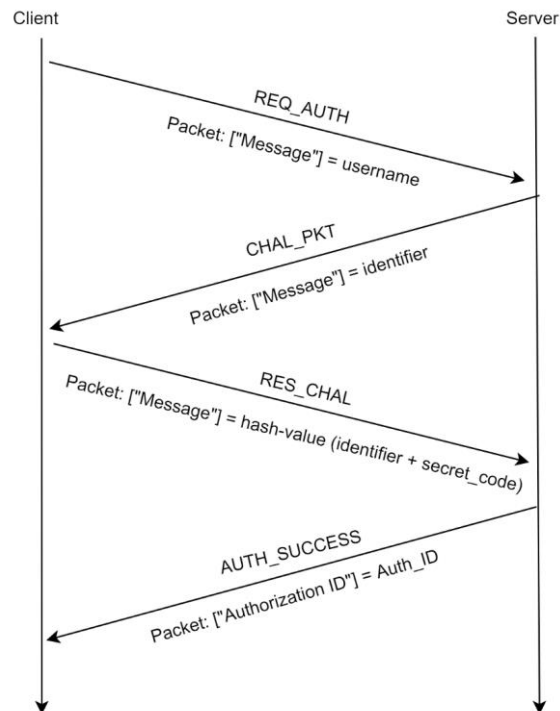 Client
Server
REQ_AUTH
Packet: ["Message"] = username
CHAL_PKT
Packet: ["Message"] = identifier
RES_CHAL
Packet: ["Message"] = hash-value (identifier + secret_code)
AUTH_SUCCESS
Packet: ["Authorization ID"] = Auth_ID